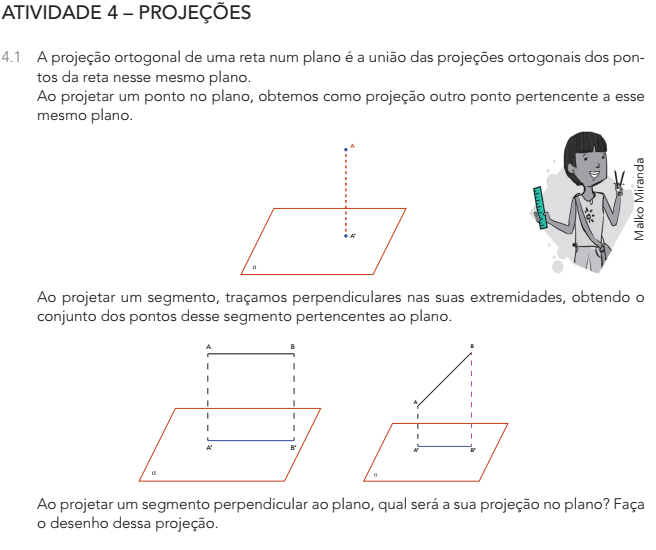 ATIVIDADE 4 – PROJEÇÕES
4.1 A projeção ortogonal de uma reta num plano é a união das projeções ortogonais dos pon-
tos da reta nesse mesmo plano.
Ao projetar um ponto no plano, obtemos como projeção outro ponto pertencente a esse
mesmo plano.
A
A'
α
Malko Miranda
Ao projetar um segmento, traçamos perpendiculares nas suas extremidades, obtendo o
conjunto dos pontos desse segmento pertencentes ao plano.
A B
A' B'
α
B
A
A' B'
α
Ao projetar um segmento perpendicular ao plano, qual será a sua projeção no plano? Faça
o desenho dessa projeção.